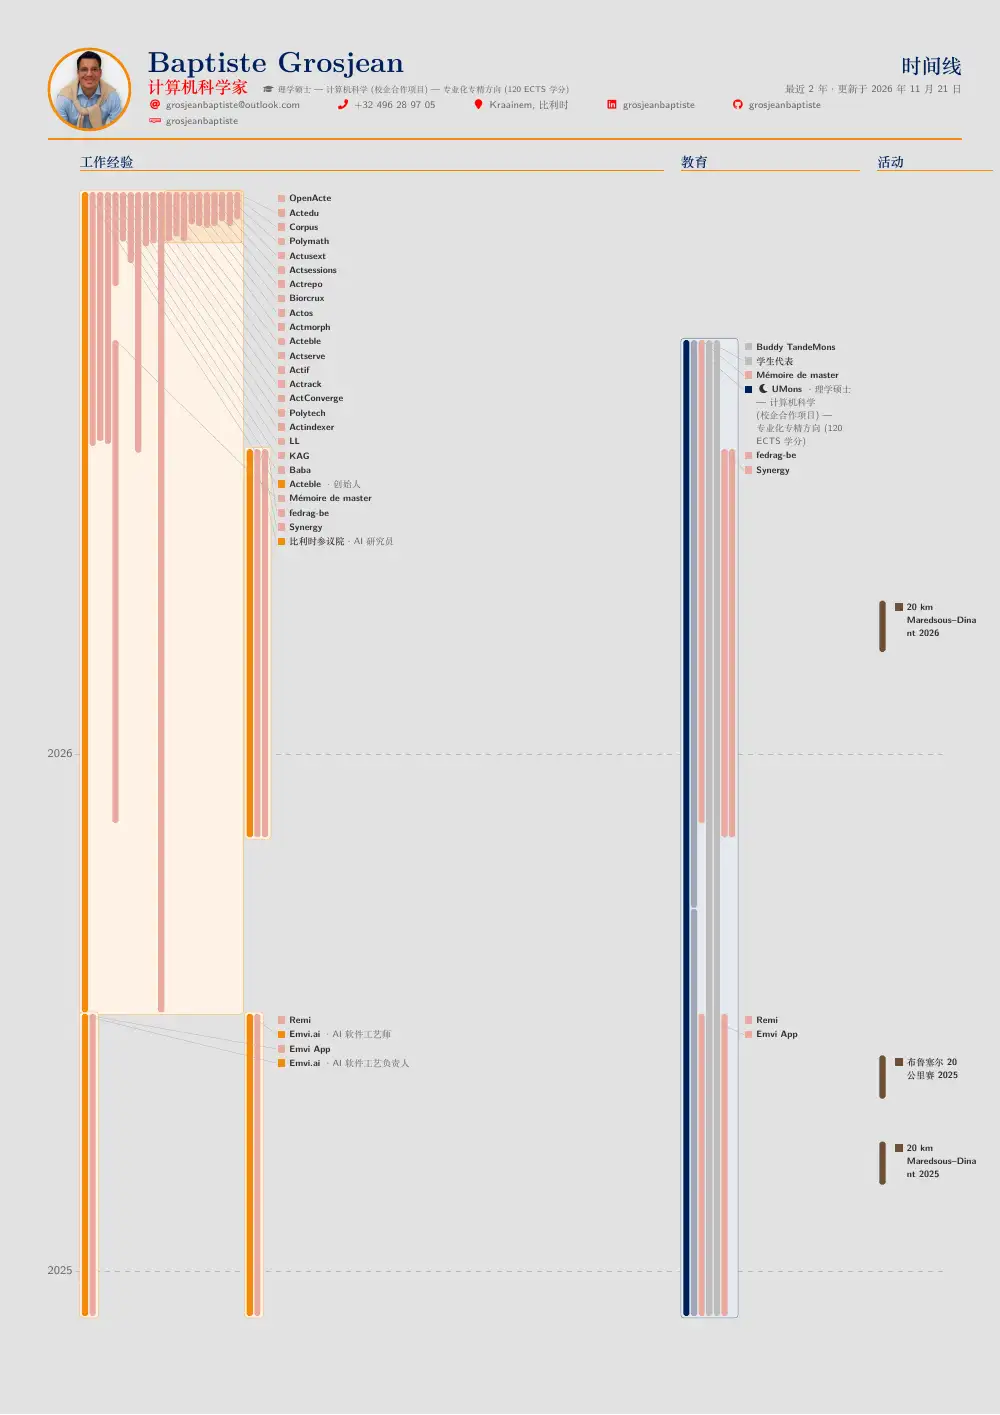 Baptiste Grosjean
时间线
计算机科学家
理学硕士 — 计算机科学 (校企合作项目) — 专业化专精方向 (120 ECTS 学分)
最近 2 年 · 更新于 2026 年 11 月 21 日
grosjeanbaptiste@outlook.com
+32 496 28 97 05
Kraainem, 比利时
grosjeanbaptiste
grosjeanbaptiste
grosjeanbaptiste
工作经验
教育
活动
OpenActe
Actedu
Corpus
Polymath
Actusext
Actsessions
Actrepo
Biorcrux
Actos
Actmorph
Acteble
Actserve
Actif
Actrack
ActConverge
Polytech
Actindexer
LL
KAG
Baba
Acteble · 创始人
Mémoire de master
fedrag-be
Synergy
比利时参议院 · AI 研究员
Buddy TandeMons
学生代表
Mémoire de master
UMons · 理学硕士
— 计算机科学
(校企合作项目) —
专业化专精方向 (120
ECTS 学分)
fedrag-be
Synergy
20 km
Maredsous–Dina
nt 2026
2026
Remi
Emvi.ai · AI 软件工艺师
Emvi App
Emvi.ai · AI 软件工艺负责人
Remi
Emvi App
布鲁塞尔 20
公里赛 2025
20 km
Maredsous–Dina
nt 2025
2025